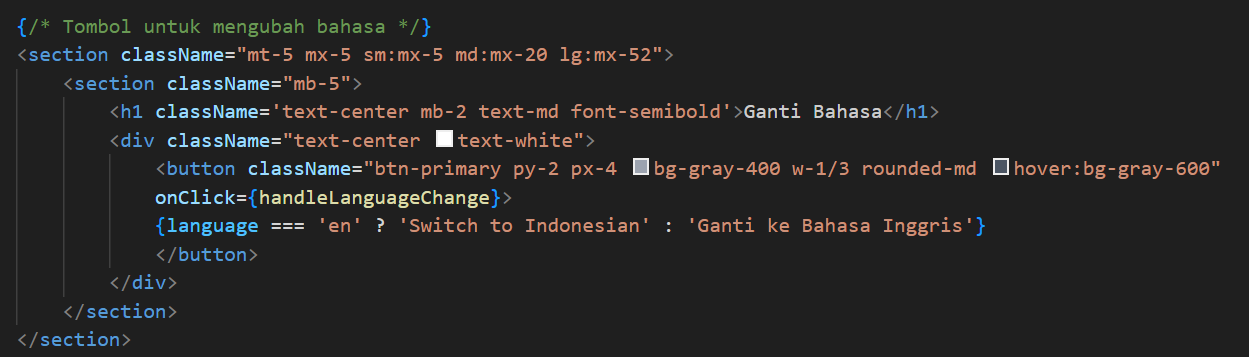 {/* Tombol untuk mengubah bahasa */}
<section className="mt-5 mx-5 sm:mx-5 md:mx-20 lg:mx-52">
<section className="mb-5">
<h1 className='text-center mb-2 text-md font-semibold'>Ganti Bahasa</h1>
<div className="text-center text-white">
<button className="btn-primary py-2 px-4 bg-gray-400 w-1/3 rounded-md hover:bg-gray-600"
onClick={handleLanguageChange}>
{language === 'en' ? 'Switch to Indonesian' : 'Ganti ke Bahasa Inggris'}
</button>
</div>
</section>
</section>